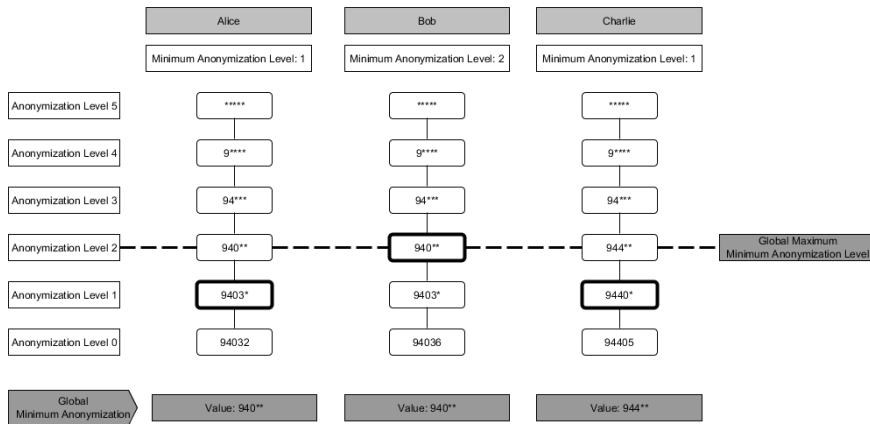 Alice Bob Charlie
Minimum Anonymization Level: 1 Minimum Anonymization Level: 2 Minimum Anonymization Level: 1
Anonymization Level 5 ***** ***** *****
Anonymization Level 4 9**** 9**** 9****
Anonymization Level 3 94*** 94*** 94***
Anonymization Level 2 940** 940** 944** Global Maximum
Minimum Anonymization Level
Anonymization Level 1 9403* 9403* 9440*
Anonymization Level 0 94032 94036 94405
Global
Minimum Anonymization Value: 940** Value: 940** Value: 944**